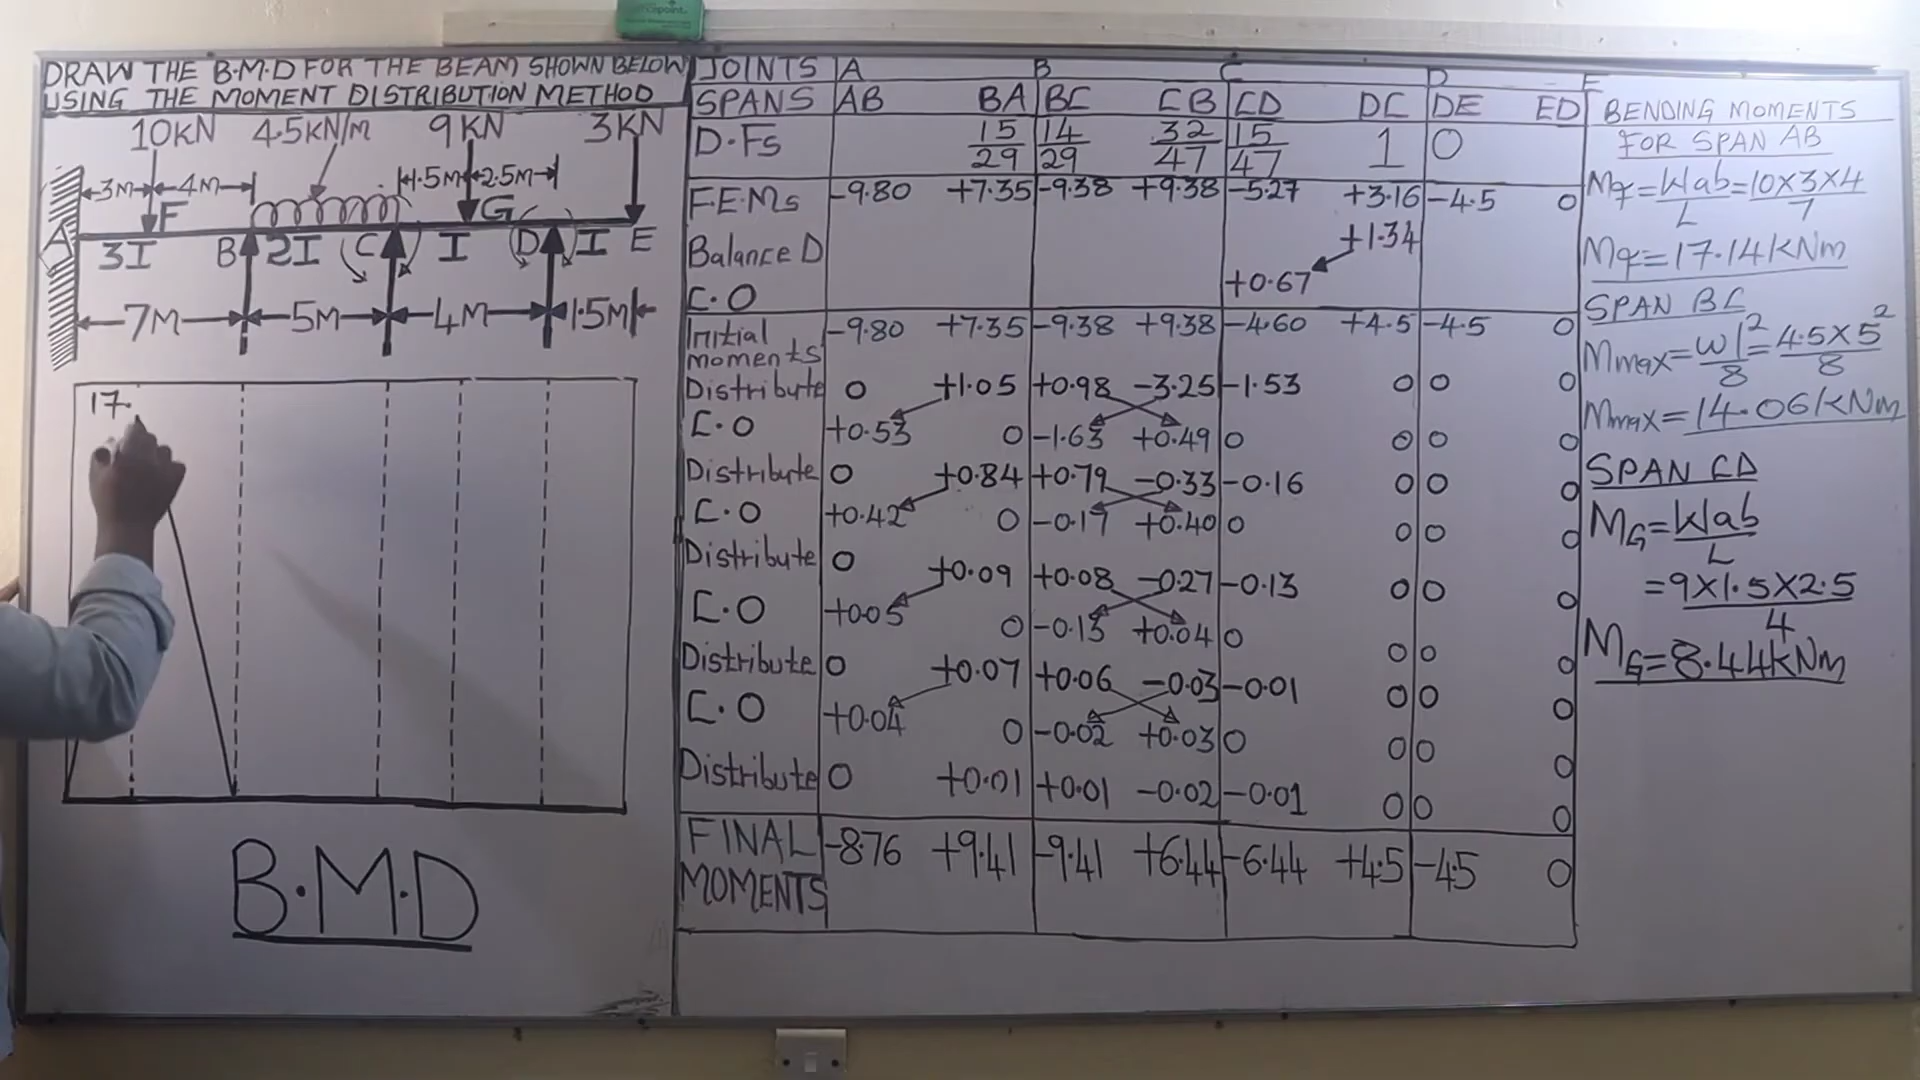 DRAW THE B.M.D FOR THE BEAM SHOWN BELOW
USING THE MOMENT DISTRIBUTION METHOD
10KN 4.5KN/m 9KN 3KN
3M 4M 1.5M 2.5M
F G
A 3I B 2I C I D I E
7M 5M 4M 1.5M
17.
B.M.D
JOINTS A B C D E
SPANS AB BA BC CB CD DC DE ED
D.Fs 15/29 14/29 32/47 15/47 1 0
F.E.Ms -9.80 +7.35 -9.38 +9.38 -5.27 +3.16 -4.5 0
Balance D +1.34
C.O +0.67
Initial moments -9.80 +7.35 -9.38 +9.38 -4.60 +4.5 -4.5 0
Distribute 0 +1.05 +0.98 -3.25 -1.53 0 0 0
C.O +0.53 0 -1.63 +0.49 0 0 0 0
Distribute 0 +0.84 +0.79 -0.33 -0.16 0 0 0
C.O +0.42 0 -0.17 +0.40 0 0 0 0
Distribute 0 +0.09 +0.08 -0.27 -0.13 0 0 0
C.O +0.05 0 -0.13 +0.04 0 0 0 0
Distribute 0 +0.07 +0.06 -0.03 -0.01 0 0 0
C.O +0.04 0 -0.02 +0.03 0 0 0 0
Distribute 0 +0.01 +0.01 -0.02 -0.01 0 0 0
FINAL MOMENTS -8.76 +9.41 -9.41 +6.44 -6.44 +4.5 -4.5 0
BENDING MOMENTS
FOR SPAN AB
Mf = Wab/L = 10×3×4/7
Mf = 17.14kNm
SPAN BC
Mmax = wl²/8 = 4.5×5²/8
Mmax = 14.06kNm
SPAN CD
MG = Wab/L
= 9×1.5×2.5/4
MG = 8.44kNm